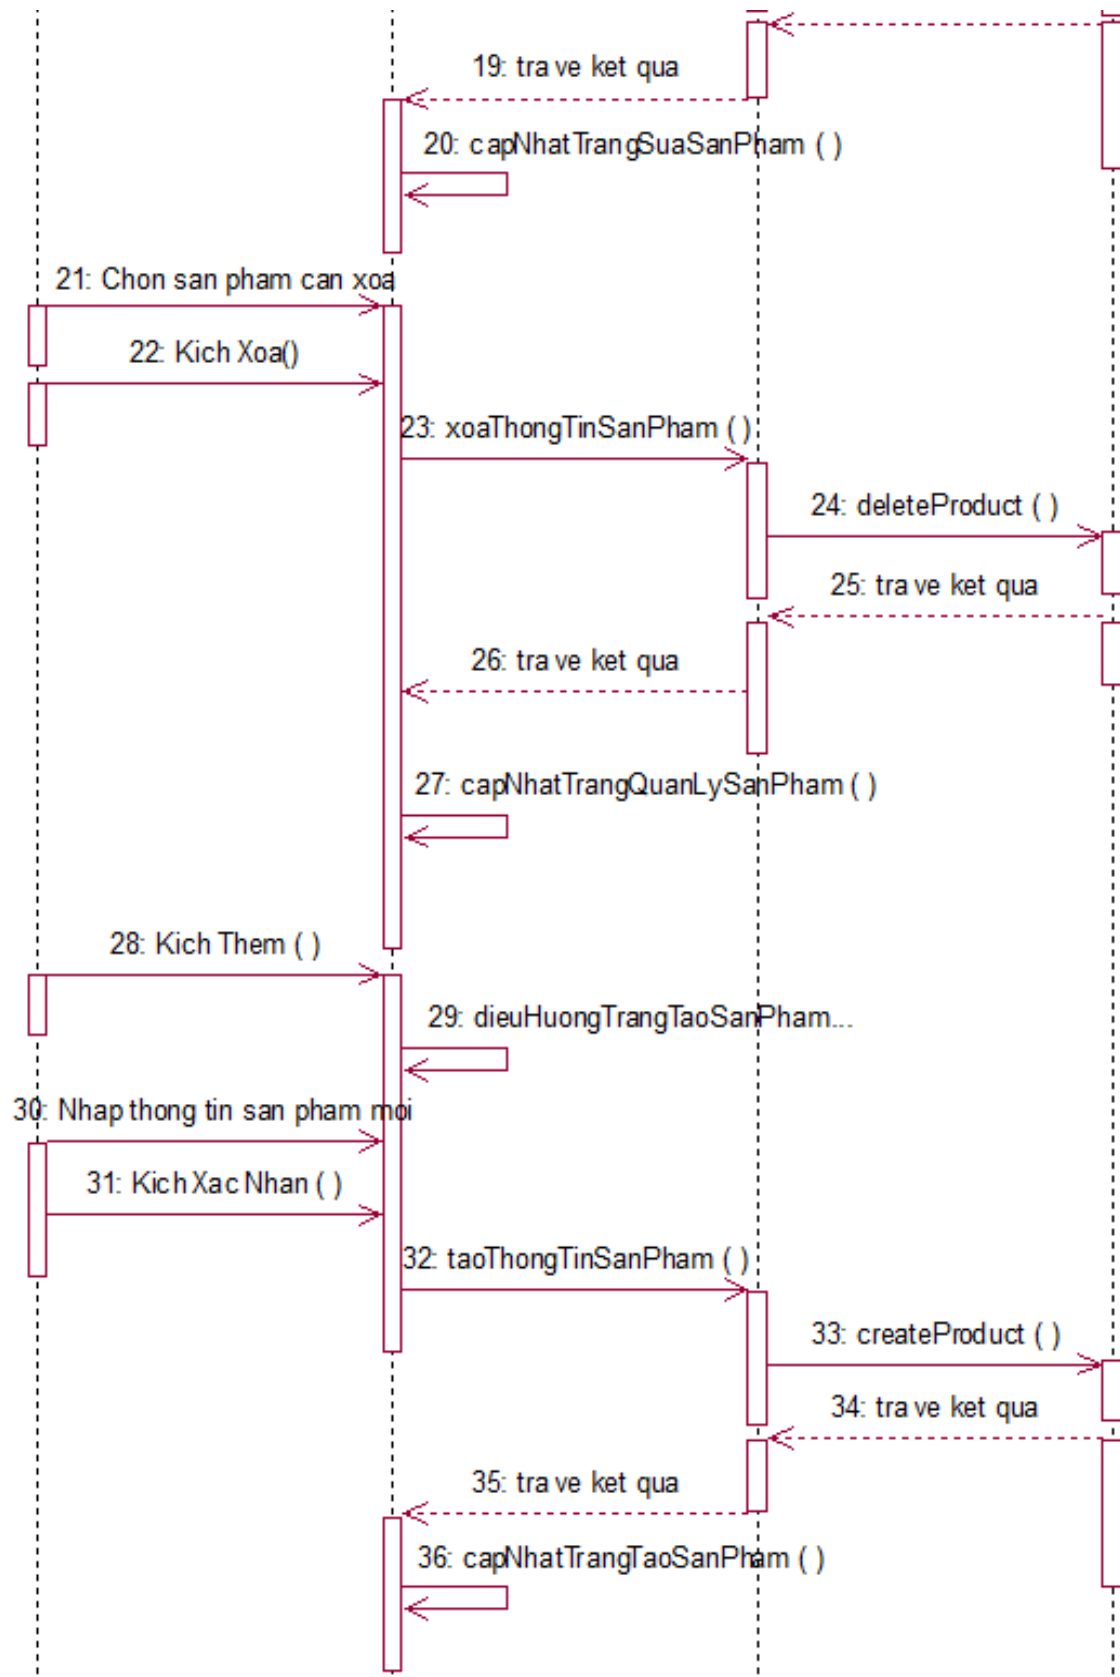 19: tra ve ket qua
20: capNhatTrangSuaSanPham ( )
21: Chon san pham can xoa
22: Kich Xoa()
23: xoaThongTinSanPham ( )
24: deleteProduct ( )
25: tra ve ket qua
26: tra ve ket qua
27: capNhatTrangQuanLySanPham ( )
28: Kich Them ( )
29: dieuHuongTrangTaoSanPham...
30: Nhap thong tin san pham moi
31: Kich Xac Nhan ( )
32: taoThongTinSanPham ( )
33: createProduct ( )
34: tra ve ket qua
35: tra ve ket qua
36: capNhatTrangTaoSanPham ( )